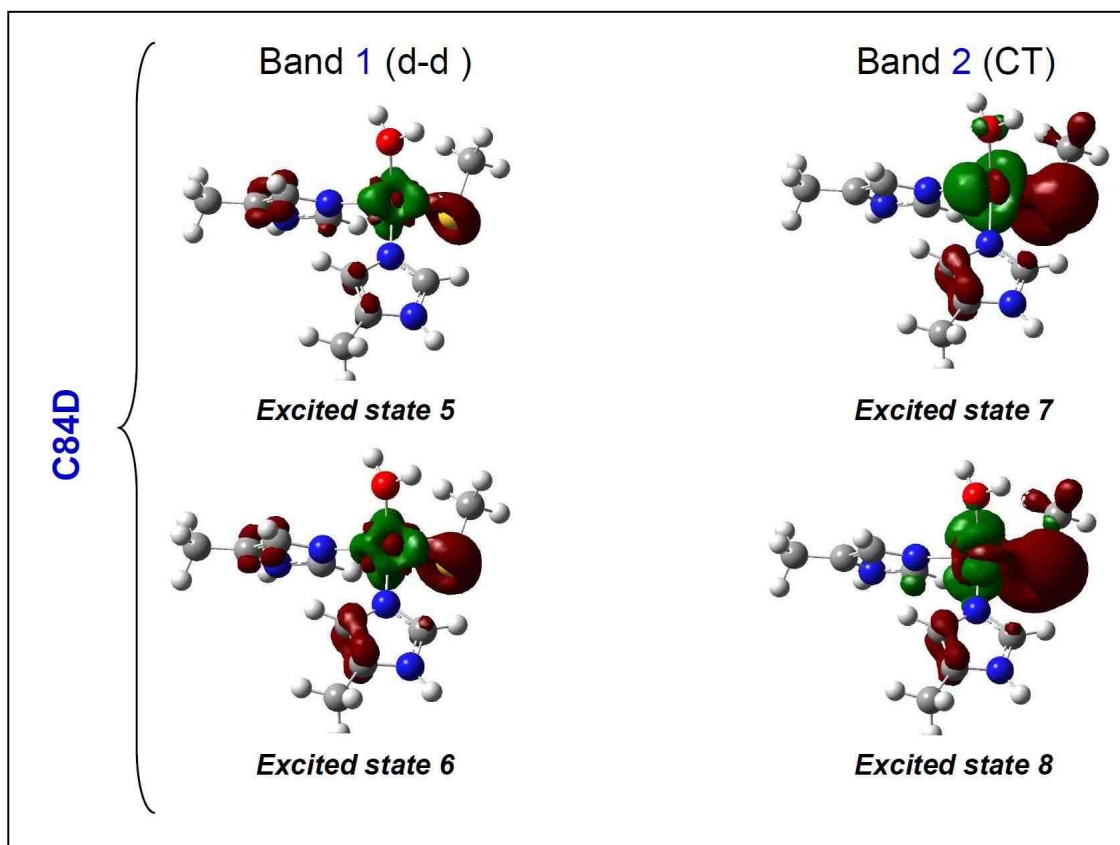 Band 1 (d-d )
Band 2 (CT)
C84D
Excited state 5
Excited state 7
Excited state 6
Excited state 8